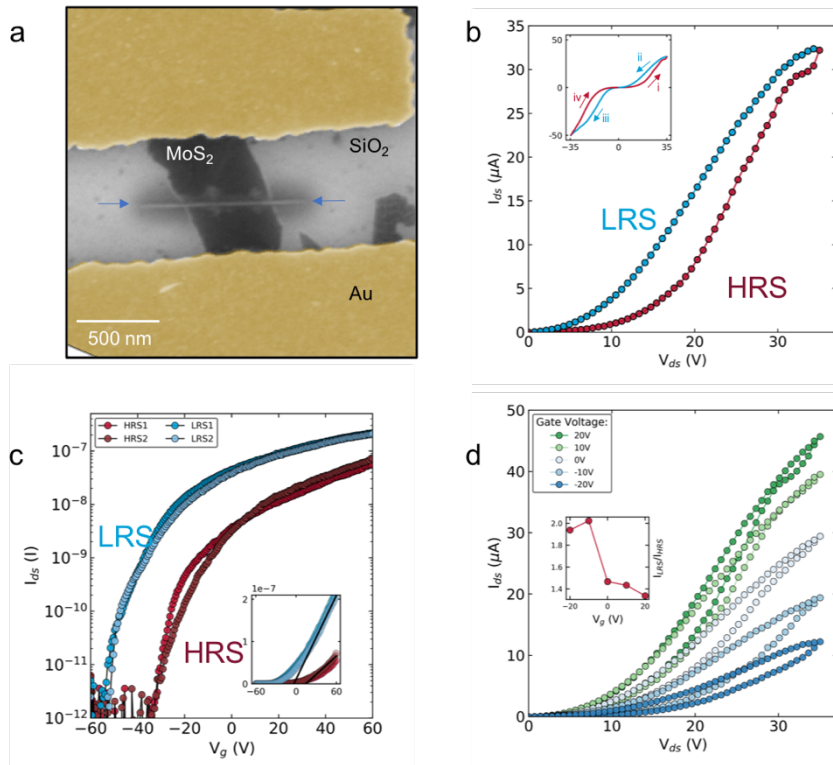 a
MoS2
SiO2
Au
500 nm
b
50
0
-50
-35
0
35
i
ii
iii
iv
35
30
25
20
15
10
5
0
Ids (μA)
LRS
HRS
0
10
20
30
Vds (V)
c
HRS1
HRS2
LRS1
LRS2
10-7
10-8
10-9
10-10
10-11
10-12
Ids (I)
LRS
HRS
1e-7
2
1
0
-60
0
60
−60
−40
−20
0
20
40
60
Vg (V)
d
Gate Voltage:
20V
10V
0V
-10V
-20V
50
40
30
20
10
0
Ids (μA)
2.0
1.8
1.6
1.4
ILRS/IHRS
−20
0
20
Vg (V)
0
10
20
30
Vds (V)